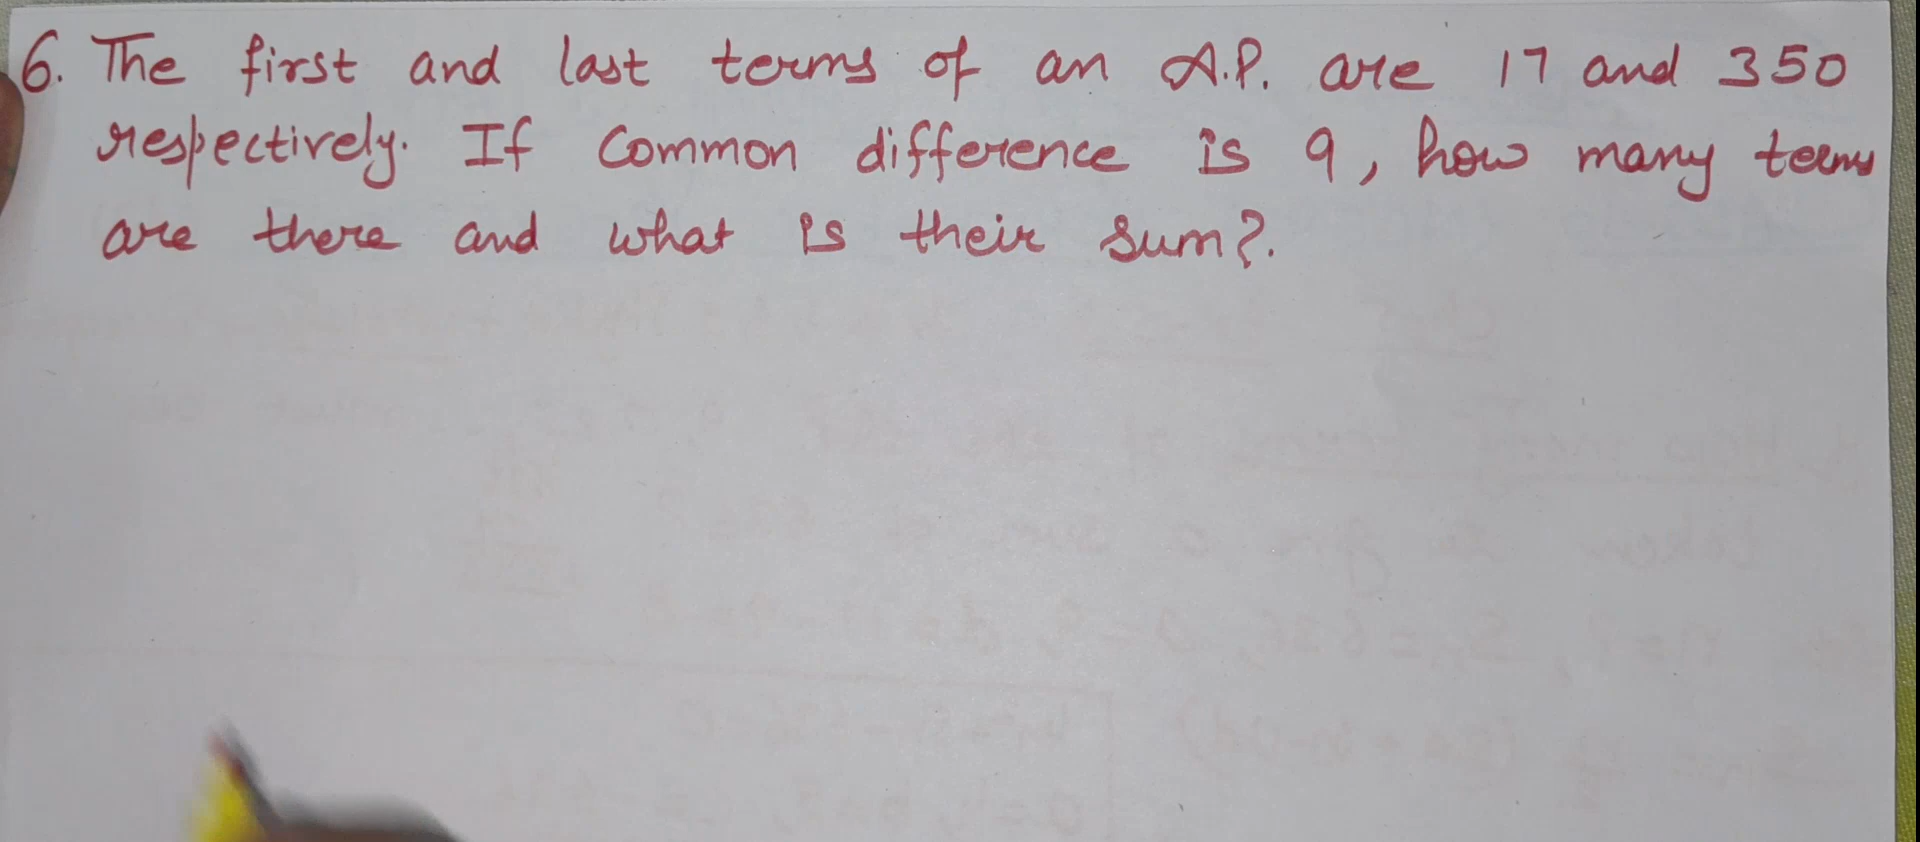 6. The first and last terms of an A.P. are 17 and 350
respectively. If Common difference is 9, how many terms
are there and what is their sum?.